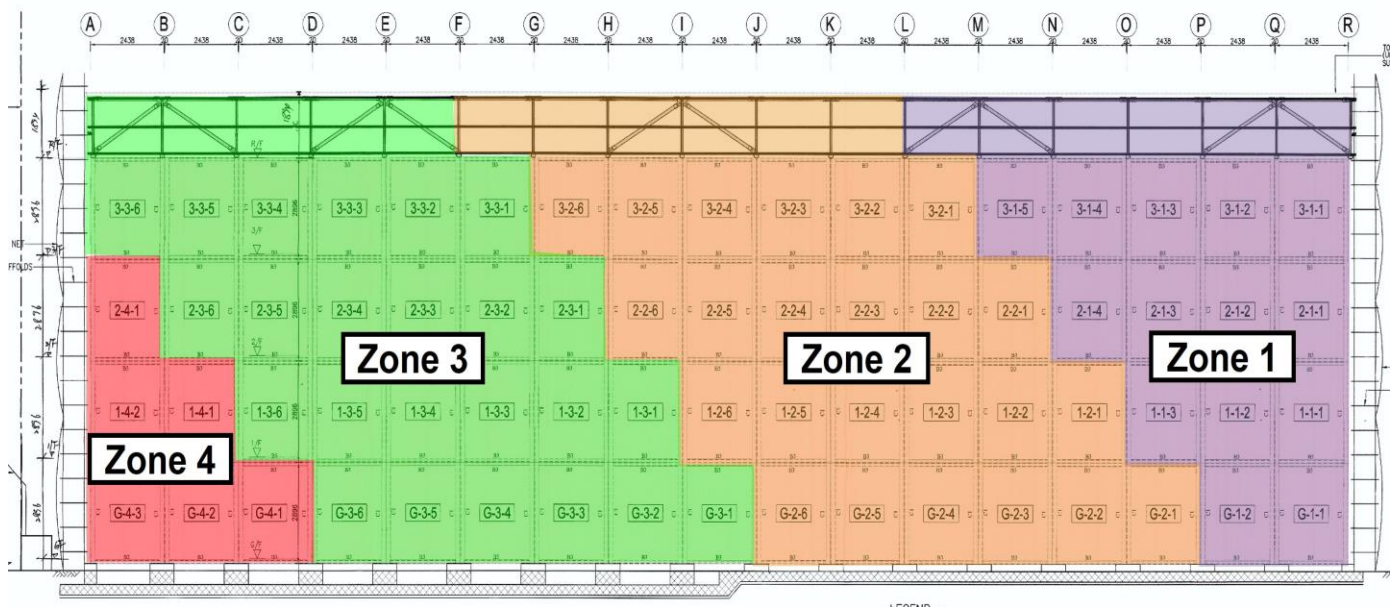 A B C D E F G H I J K L M N O P Q R
2438 2438 2438 2438 2438 2438 2438 2438 2438 2438 2438 2438 2438 2438 2438 2438 2438
TO
SU
R/F
3-3-6 3-3-5 3-3-4 3-3-3 3-3-2 3-3-1 3-2-6 3-2-5 3-2-4 3-2-3 3-2-2 3-2-1 3-1-5 3-1-4 3-1-3 3-1-2 3-1-1
2896
3/F
NET
FFOLDS
2-4-1 2-3-6 2-3-5 2-3-4 2-3-3 2-3-2 2-3-1 2-2-6 2-2-5 2-2-4 2-2-3 2-2-2 2-2-1 2-1-4 2-1-3 2-1-2 2-1-1
2896
2/F
Zone 3 Zone 2 Zone 1
1-4-2 1-4-1 1-3-6 1-3-5 1-3-4 1-3-3 1-3-2 1-3-1 1-2-6 1-2-5 1-2-4 1-2-3 1-2-2 1-2-1 1-1-3 1-1-2 1-1-1
2896
1/F
Zone 4
G-4-3 G-4-2 G-4-1 G-3-6 G-3-5 G-3-4 G-3-3 G-3-2 G-3-1 G-2-6 G-2-5 G-2-4 G-2-3 G-2-2 G-2-1 G-1-2 G-1-1
2896
G/F
LEGEND